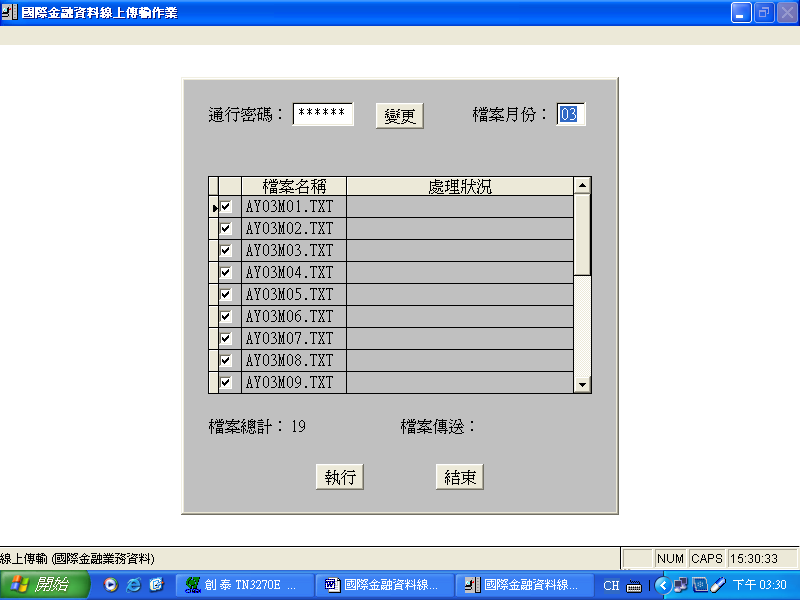 國際金融資料線上傳輸作業
通行密碼： ****** 變更 檔案月份： 03
檔案名稱 處理狀況
AY03M01.TXT
AY03M02.TXT
AY03M03.TXT
AY03M04.TXT
AY03M05.TXT
AY03M06.TXT
AY03M07.TXT
AY03M08.TXT
AY03M09.TXT
檔案總計： 19 檔案傳送：
執行 結束
線上傳輸 (國際金融業務資料) NUM CAPS 15:30:33
開始 創泰 TN3270E ... 國際金融資料線... 國際金融資料線... CH 下午 03:30